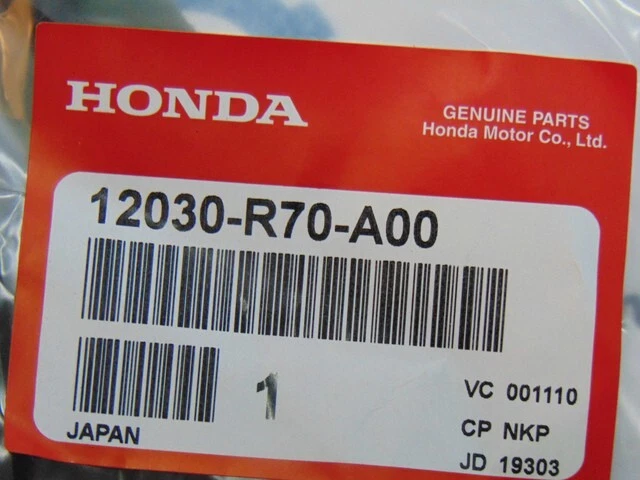 HONDA
GENUINE PARTS
Honda Motor Co., Ltd.
12030-R70-A00
1
VC 001110
JAPAN
CP NKP
JD 19303